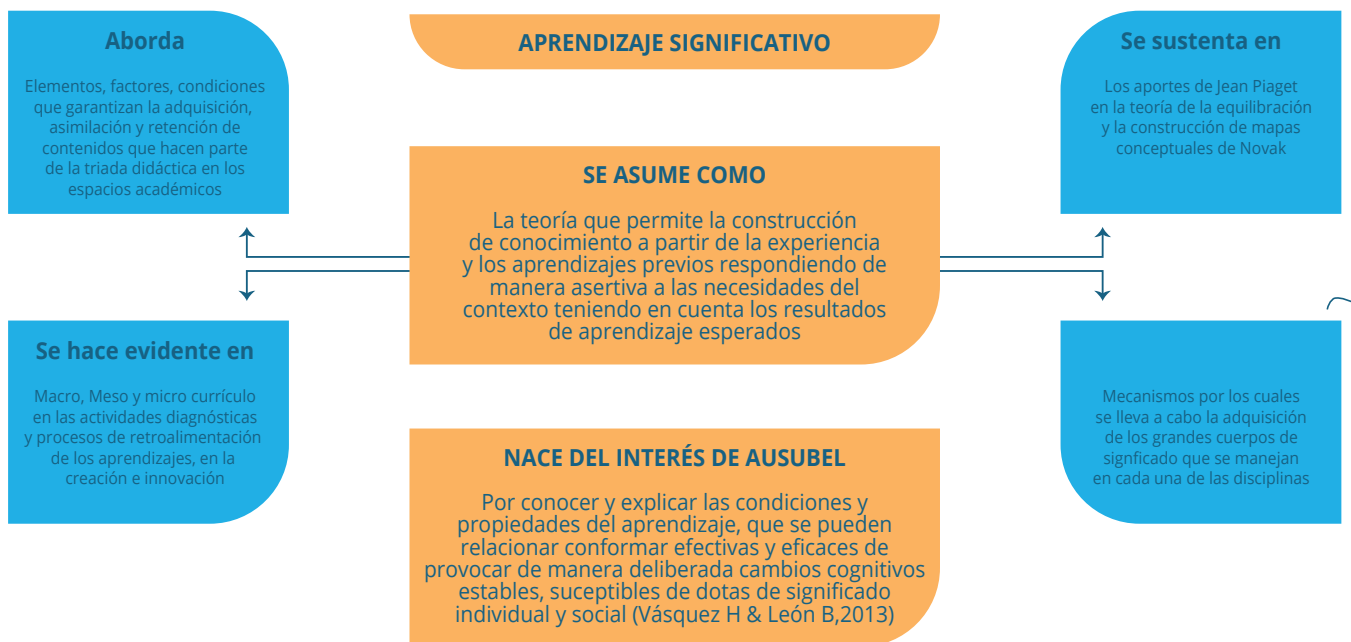 Aborda
Elementos, factores, condiciones
que garantizan la adquisición,
asimilación y retención de
contenidos que hacen parte
de la triada didáctica en los
espacios académicos
APRENDIZAJE SIGNIFICATIVO
Se sustenta en
Los aportes de Jean Piaget
en la teoría de la equilibración
y la construcción de mapas
conceptuales de Novak
SE ASUME COMO
La teoría que permite la construcción
de conocimiento a partir de la experiencia
y los aprendizajes previos respondiendo de
manera asertiva a las necesidades del
contexto teniendo en cuenta los resultados
de aprendizaje esperados
Se hace evidente en
Macro, Meso y micro currículo
en las actividades diagnósticas
y procesos de retroalimentación
de los aprendizajes, en la
creación e innovación
Mecanismos por los cuales
se lleva a cabo la adquisición
de los grandes cuerpos de
signficado que se manejan
en cada una de las disciplinas
NACE DEL INTERÉS DE AUSUBEL
Por conocer y explicar las condiciones y
propiedades del aprendizaje, que se pueden
relacionar conformar efectivas y eficaces de
provocar de manera deliberada cambios cognitivos
estables, suceptibles de dotas de significado
individual y social (Vásquez H & León B,2013)